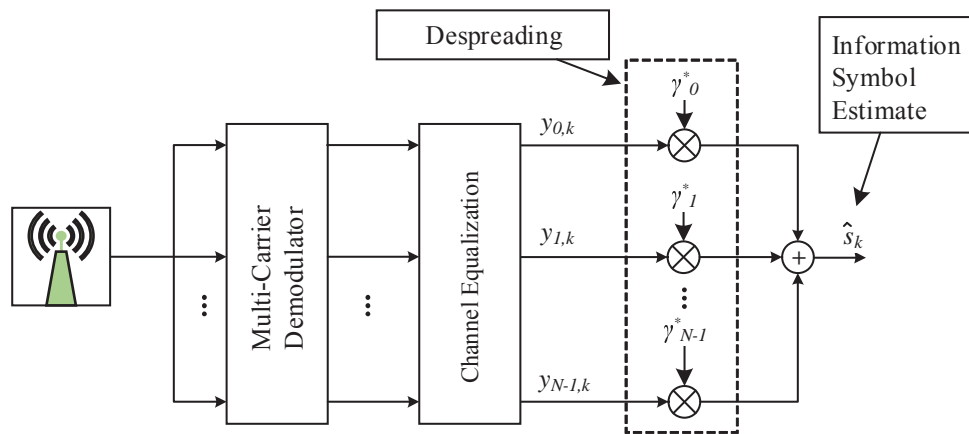 Despreading
Information
Symbol
Estimate
γ*0
y0,k
γ*1
y1,k
ŝk
+
...
...
...
γ*N-1
yN-1,k
Multi-Carrier
Demodulator
Channel Equalization